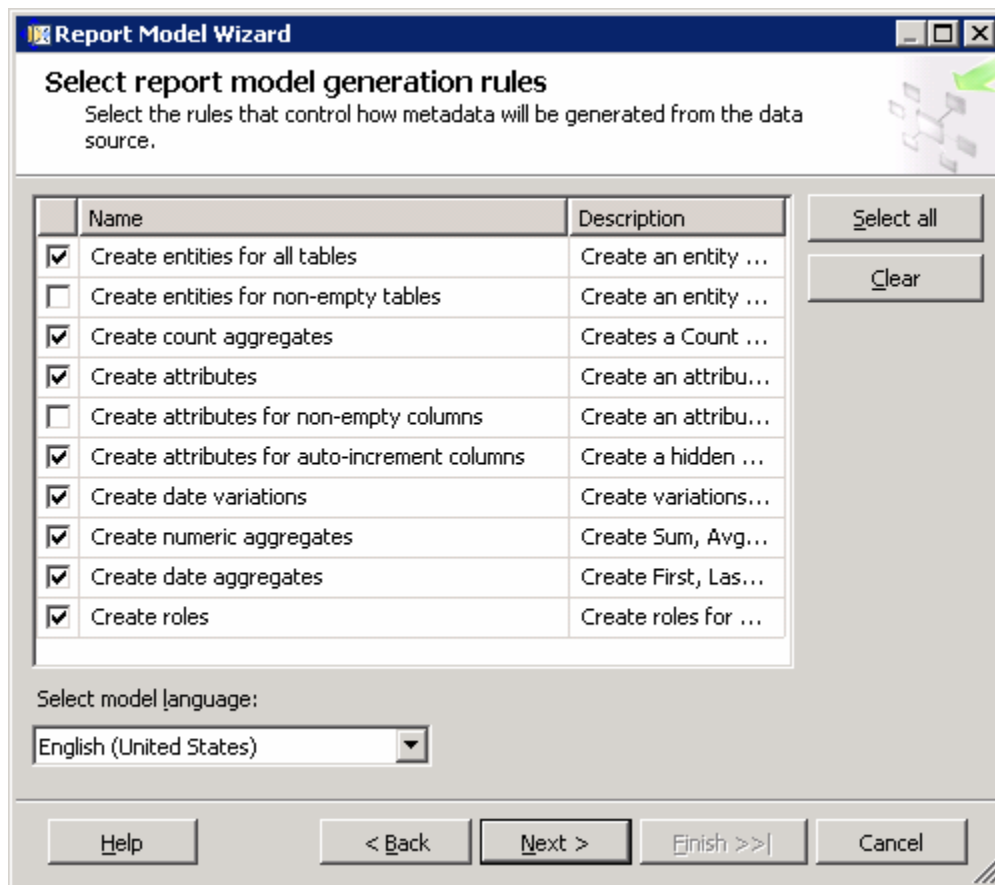 Report Model Wizard
Select report model generation rules
Select the rules that control how metadata will be generated from the data
source.
Name Description
Create entities for all tables Create an entity ...
Create entities for non-empty tables Create an entity ...
Create count aggregates Creates a Count ...
Create attributes Create an attribu...
Create attributes for non-empty columns Create an attribu...
Create attributes for auto-increment columns Create a hidden ...
Create date variations Create variations...
Create numeric aggregates Create Sum, Avg...
Create date aggregates Create First, Las...
Create roles Create roles for ...
Select all
Clear
Select model language:
English (United States)
Help < Back Next > Finish >>| Cancel